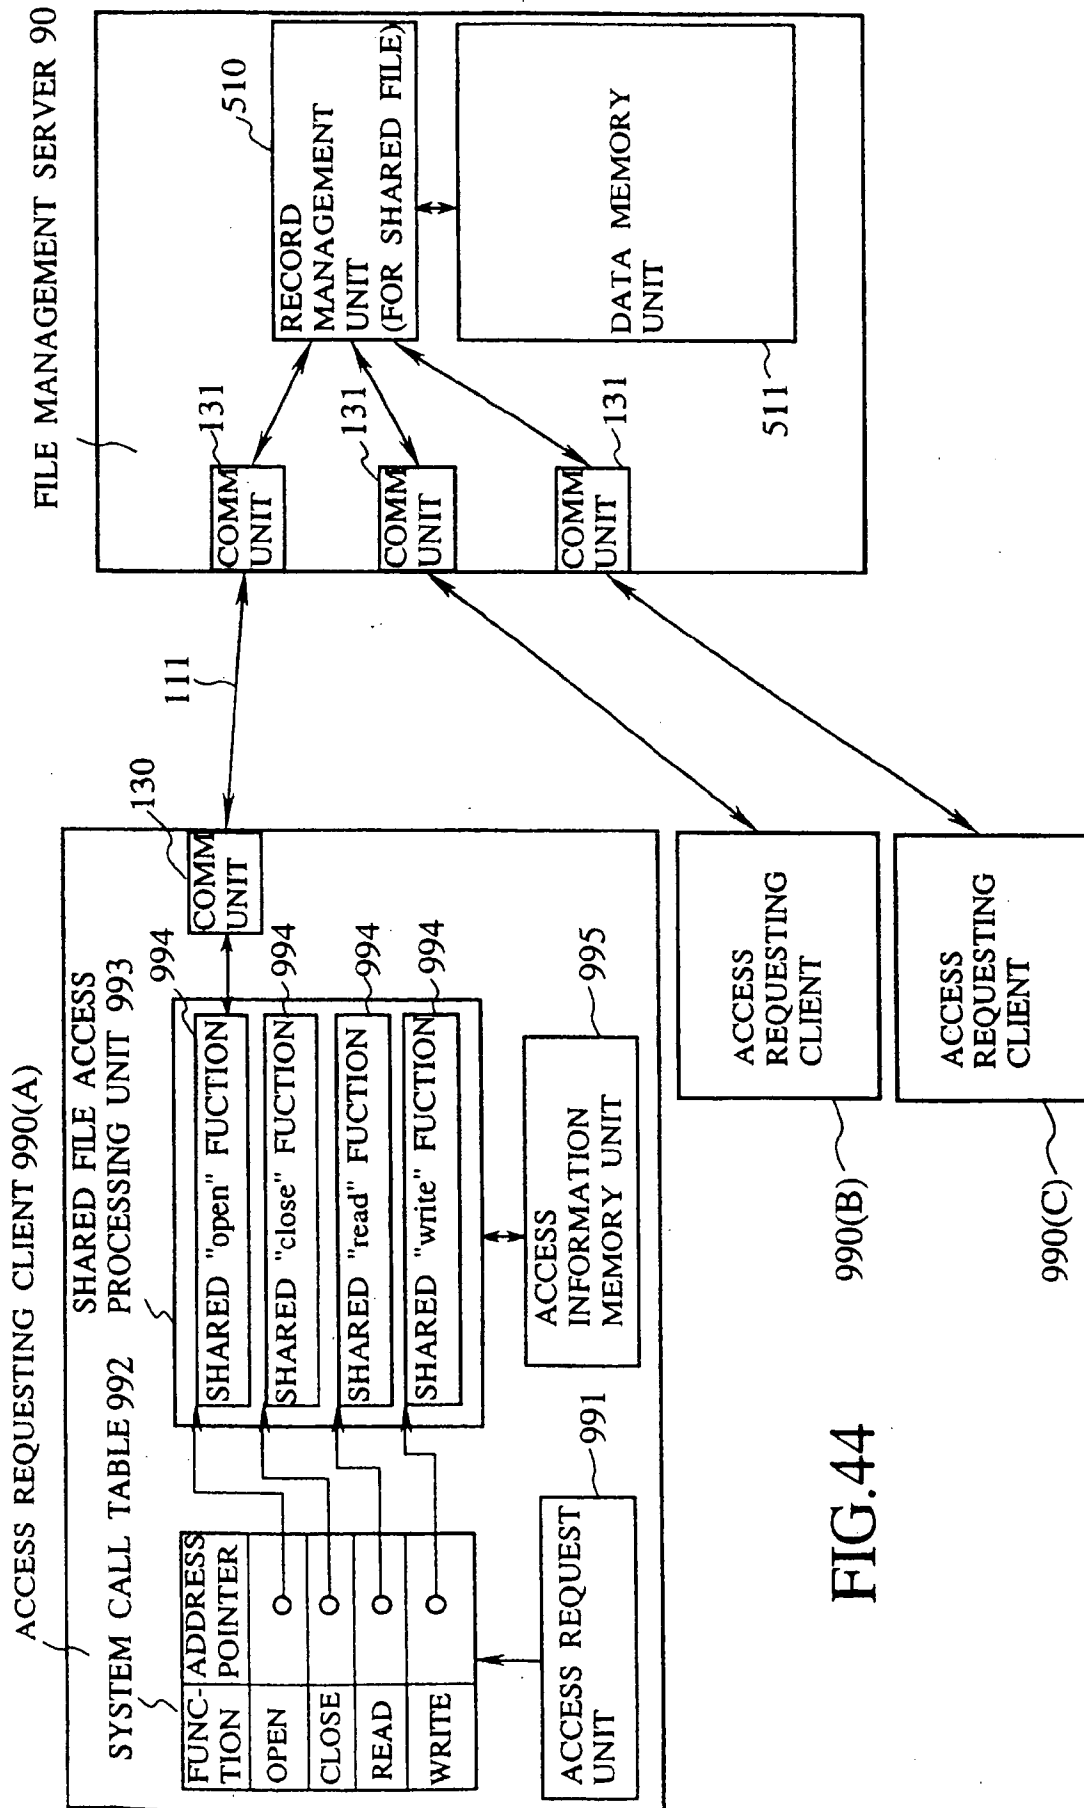 ACCESS REQUESTING CLIENT 990(A)
SYSTEM CALL TABLE 992
SHARED FILE ACCESS
PROCESSING UNIT 993
FUNC-
TION
ADDRESS
POINTER
OPEN
CLOSE
READ
WRITE
ACCESS REQUEST
UNIT
991
994
SHARED "open" FUCTION
994
SHARED "close" FUCTION
994
SHARED "read" FUCTION
994
SHARED "write" FUCTION
ACCESS
INFORMATION
MEMORY UNIT
995
130
COMM
UNIT
111
ACCESS
REQUESTING
CLIENT
990(B)
ACCESS
REQUESTING
CLIENT
990(C)
FILE MANAGEMENT SERVER 90
131
COMM
UNIT
131
COMM
UNIT
131
COMM
UNIT
510
RECORD
MANAGEMENT
UNIT
(FOR SHARED FILE)
DATA MEMORY
UNIT
511
FIG.44